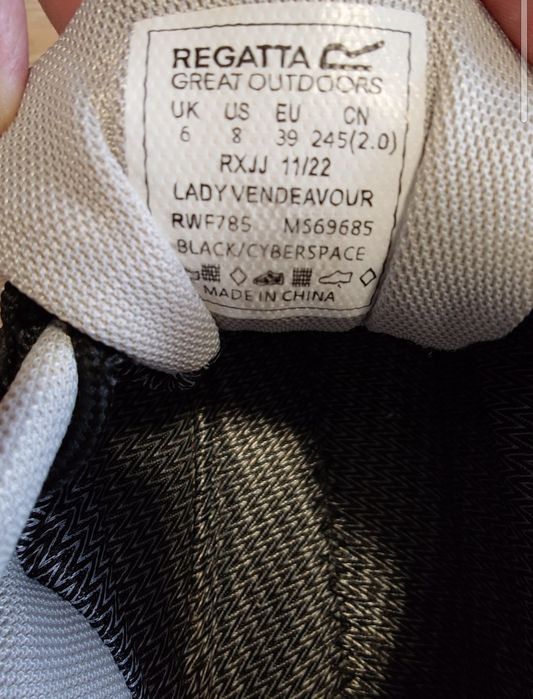 REGATTA
GREAT OUTDOORS
UK US EU CN
6 8 39 245(2.0)
RXJJ 11/22
LADY VENDEAVOUR
RWF785 M569685
BLACK/CYBERSPACE
MADE IN CHINA